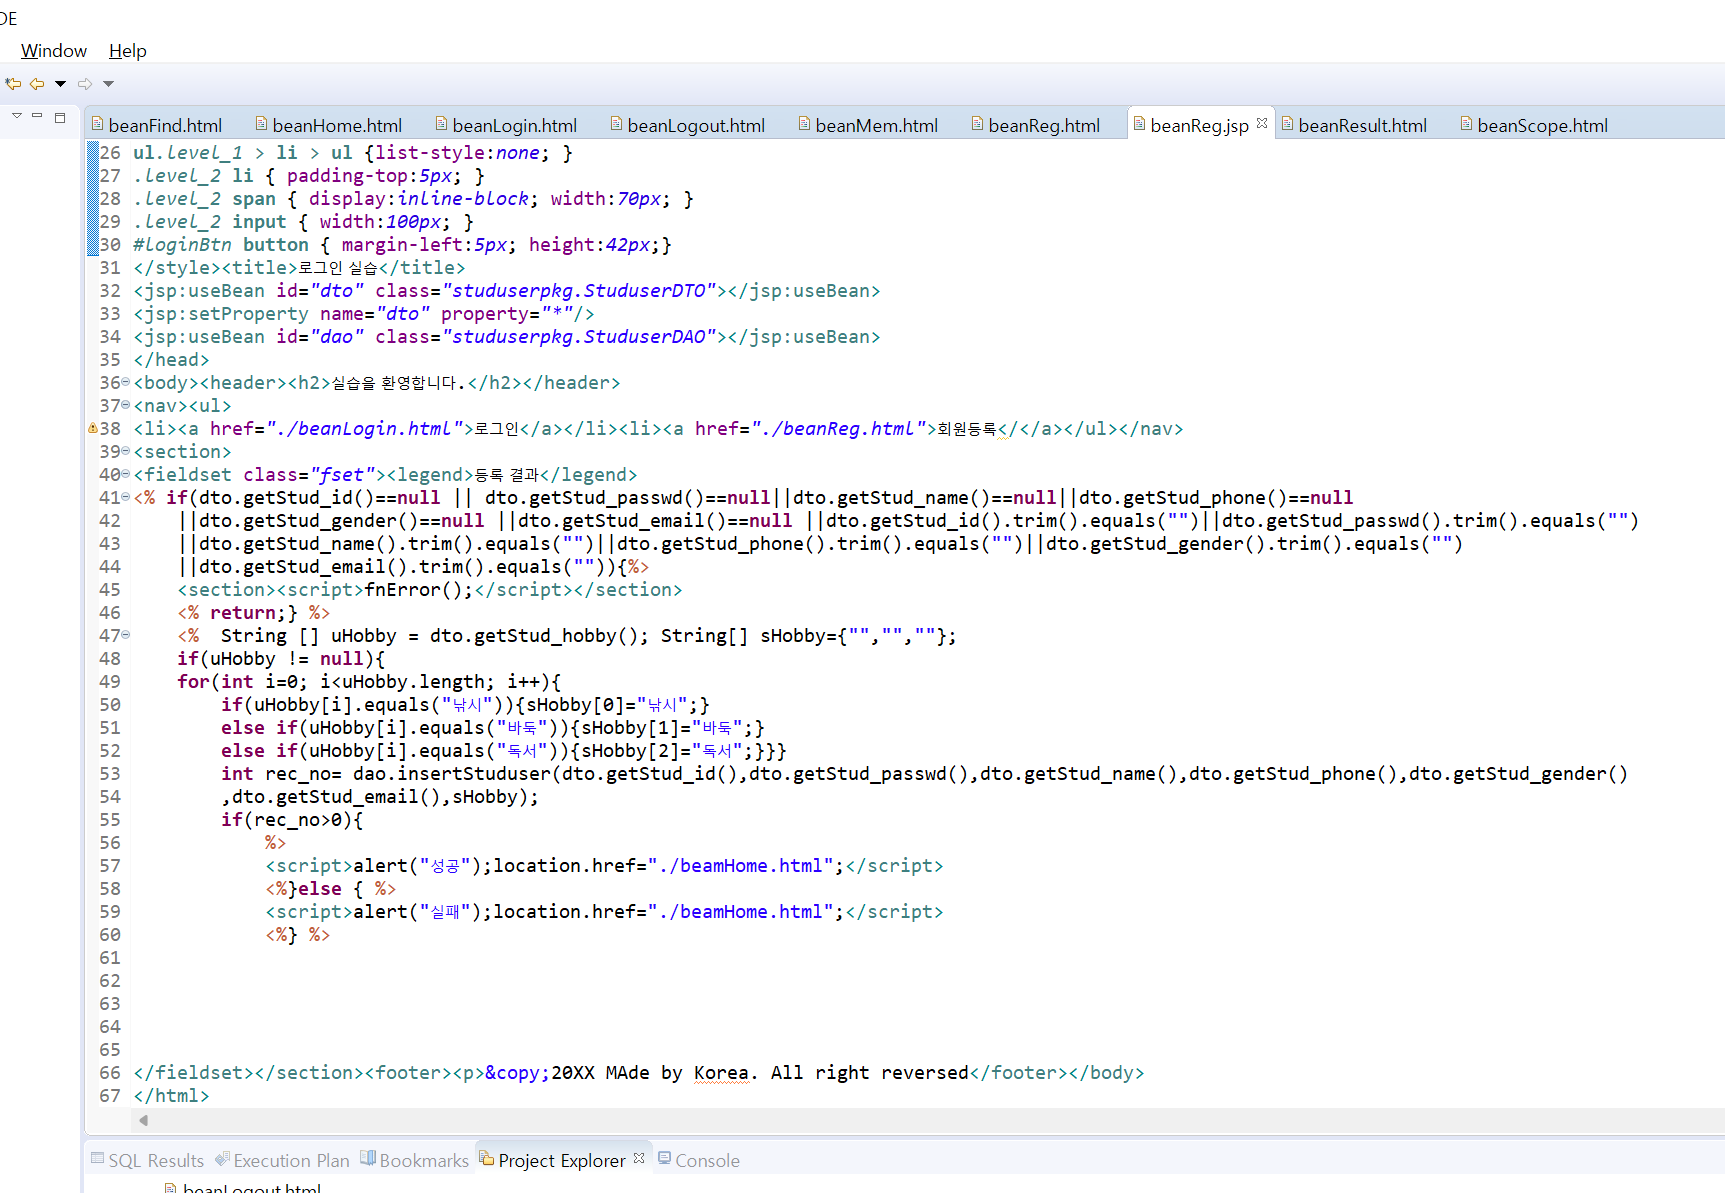 DE
Window Help
beanFind.html beanHome.html beanLogin.html beanLogout.html beanMem.html beanReg.html beanReg.jsp beanResult.html beanScope.html
26 ul.level_1 > li > ul {list-style:none; }
27 .level_2 li { padding-top:5px; }
28 .level_2 span { display:inline-block; width:70px; }
29 .level_2 input { width:100px; }
30 #loginBtn button { margin-left:5px; height:42px;}
31 </style><title>로그인 실습</title>
32 <jsp:useBean id="dto" class="studuserpkg.StuduserDTO"></jsp:useBean>
33 <jsp:setProperty name="dto" property="*"/>
34 <jsp:useBean id="dao" class="studuserpkg.StuduserDAO"></jsp:useBean>
35 </head>
36 <body><header><h2>실습을 환영합니다.</h2></header>
37 <nav><ul>
38 <li><a href="./beanLogin.html">로그인</a></li><li><a href="./beanReg.html">회원등록</</a></ul></nav>
39 <section>
40 <fieldset class="fset"><legend>등록 결과</legend>
41 <% if(dto.getStud_id()==null || dto.getStud_passwd()==null||dto.getStud_name()==null||dto.getStud_phone()==null
42 ||dto.getStud_gender()==null ||dto.getStud_email()==null ||dto.getStud_id().trim().equals("")||dto.getStud_passwd().trim().equals("")
43 ||dto.getStud_name().trim().equals("")||dto.getStud_phone().trim().equals("")||dto.getStud_gender().trim().equals("")
44 ||dto.getStud_email().trim().equals("")){%>
45 <section><script>fnError();</script></section>
46 <% return;} %>
47 <% String [] uHobby = dto.getStud_hobby(); String[] sHobby={"","",""};
48 if(uHobby != null){
49 for(int i=0; i<uHobby.length; i++){
50 if(uHobby[i].equals("낚시")){sHobby[0]="낚시";}
51 else if(uHobby[i].equals("바둑")){sHobby[1]="바둑";}
52 else if(uHobby[i].equals("독서")){sHobby[2]="독서";}}}
53 int rec_no= dao.insertStuduser(dto.getStud_id(),dto.getStud_passwd(),dto.getStud_name(),dto.getStud_phone(),dto.getStud_gender()
54 ,dto.getStud_email(),sHobby);
55 if(rec_no>0){
56 %>
57 <script>alert("성공");location.href="./beamHome.html";</script>
58 <%}else { %>
59 <script>alert("실패");location.href="./beamHome.html";</script>
60 <%} %>
61
62
63
64
65
66 </fieldset></section><footer><p>&copy;20XX MAde by Korea. All right reversed</footer></body>
67 </html>
SQL Results Execution Plan Bookmarks Project Explorer Console
beanLogout.html